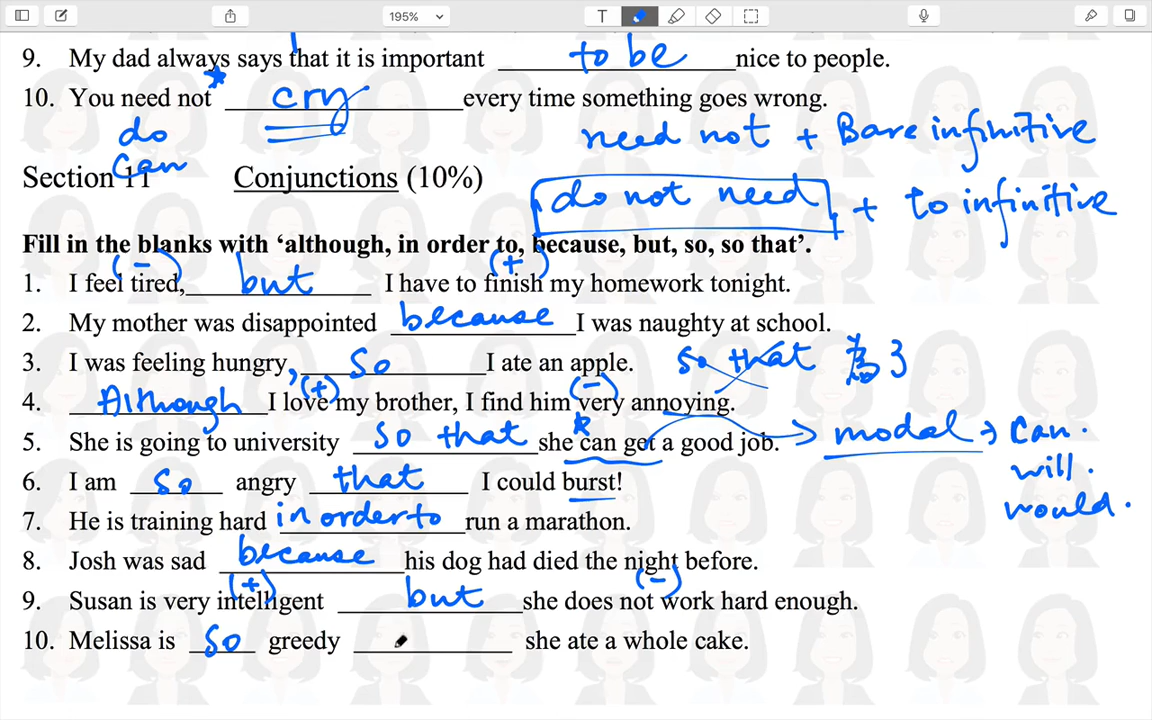 195%
T
9. My dad always says that it is important to be nice to people.
10. You need not cry every time something goes wrong.
do
need not + Bare infinitive
can
Section 11 Conjunctions (10%)
do not need + to infinitive
Fill in the blanks with ‘although, in order to, because, but, so, so that’.
(-) (+)
1. I feel tired, but I have to finish my homework tonight.
2. My mother was disappointed because I was naughty at school.
3. I was feeling hungry, so I ate an apple. so that 為了
(+) (-)
4. Although I love my brother, I find him very annoying.
5. She is going to university so that she can get a good job. → modal → can.
will.
6. I am so angry that I could burst!
would.
7. He is training hard in order to run a marathon.
8. Josh was sad because his dog had died the night before.
(+) (-)
9. Susan is very intelligent but she does not work hard enough.
10. Melissa is so greedy she ate a whole cake.